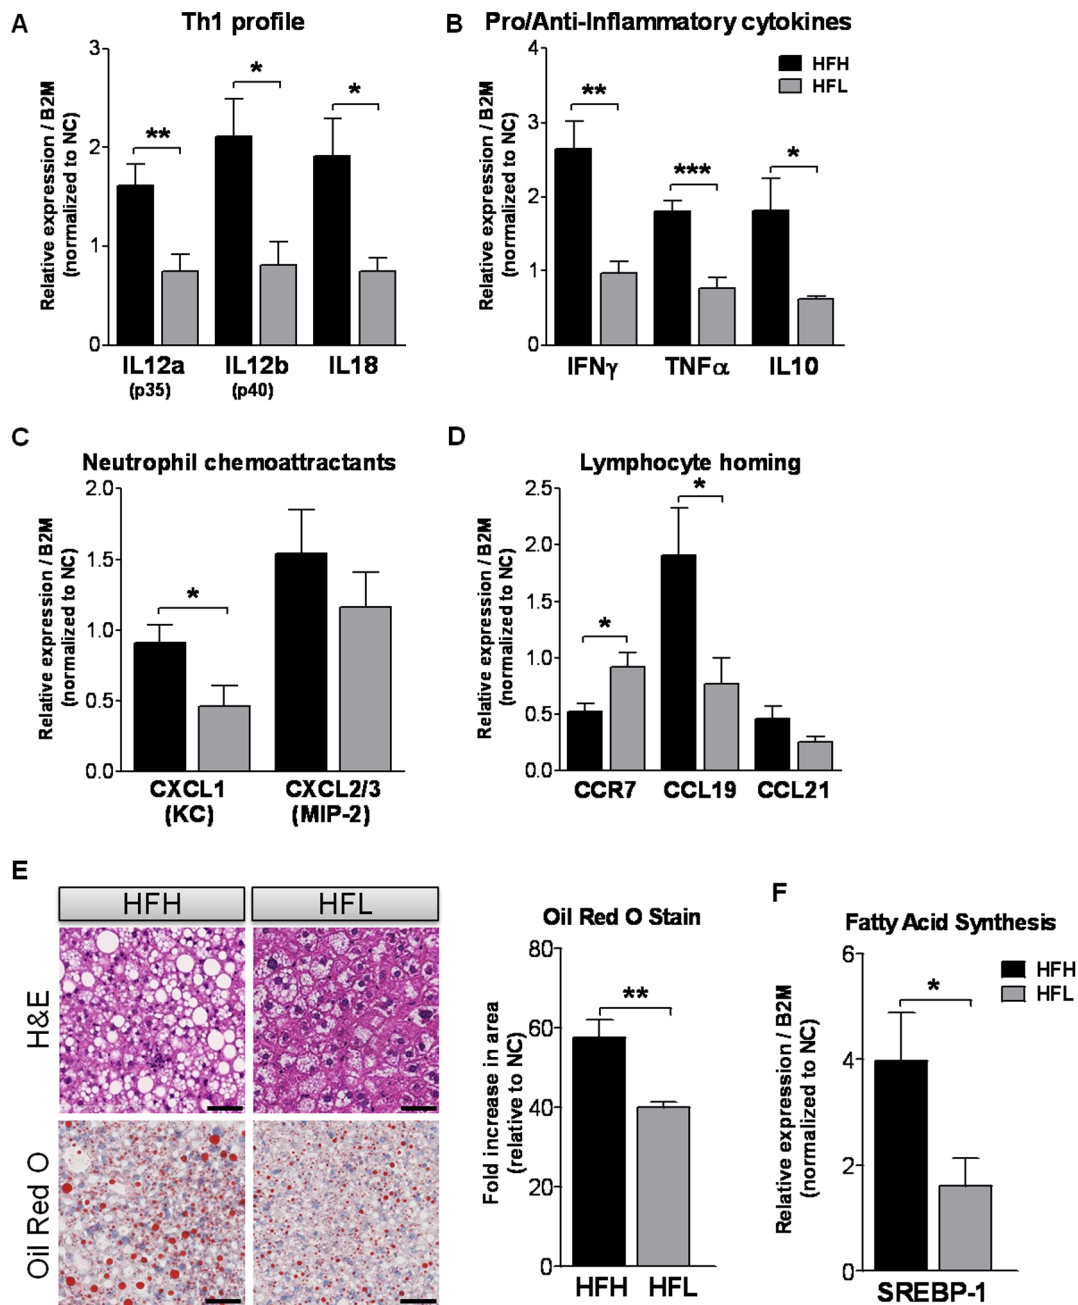 A
Th1 profile
Relative expression / B2M
(normalized to NC)
3
2
1
0
**
*
*
IL12a
(p35)
IL12b
(p40)
IL18
B
Pro/Anti-Inflammatory cytokines
Relative expression / B2M
(normalized to NC)
4
3
2
1
0
HFH
HFL
**
***
*
IFNγ
TNFα
IL10
C
Neutrophil chemoattractants
Relative expression / B2M
(normalized to NC)
2.0
1.5
1.0
0.5
0.0
*
CXCL1
(KC)
CXCL2/3
(MIP-2)
D
Lymphocyte homing
Relative expression / B2M
(normalized to NC)
2.5
2.0
1.5
1.0
0.5
0.0
*
*
CCR7
CCL19
CCL21
E
HFH
HFL
H&E
Oil Red O
Oil Red O Stain
Fold increase in area
(relative to NC)
80
60
40
20
0
**
HFH
HFL
F
Fatty Acid Synthesis
Relative expression / B2M
(normalized to NC)
6
4
2
0
HFH
HFL
*
SREBP-1